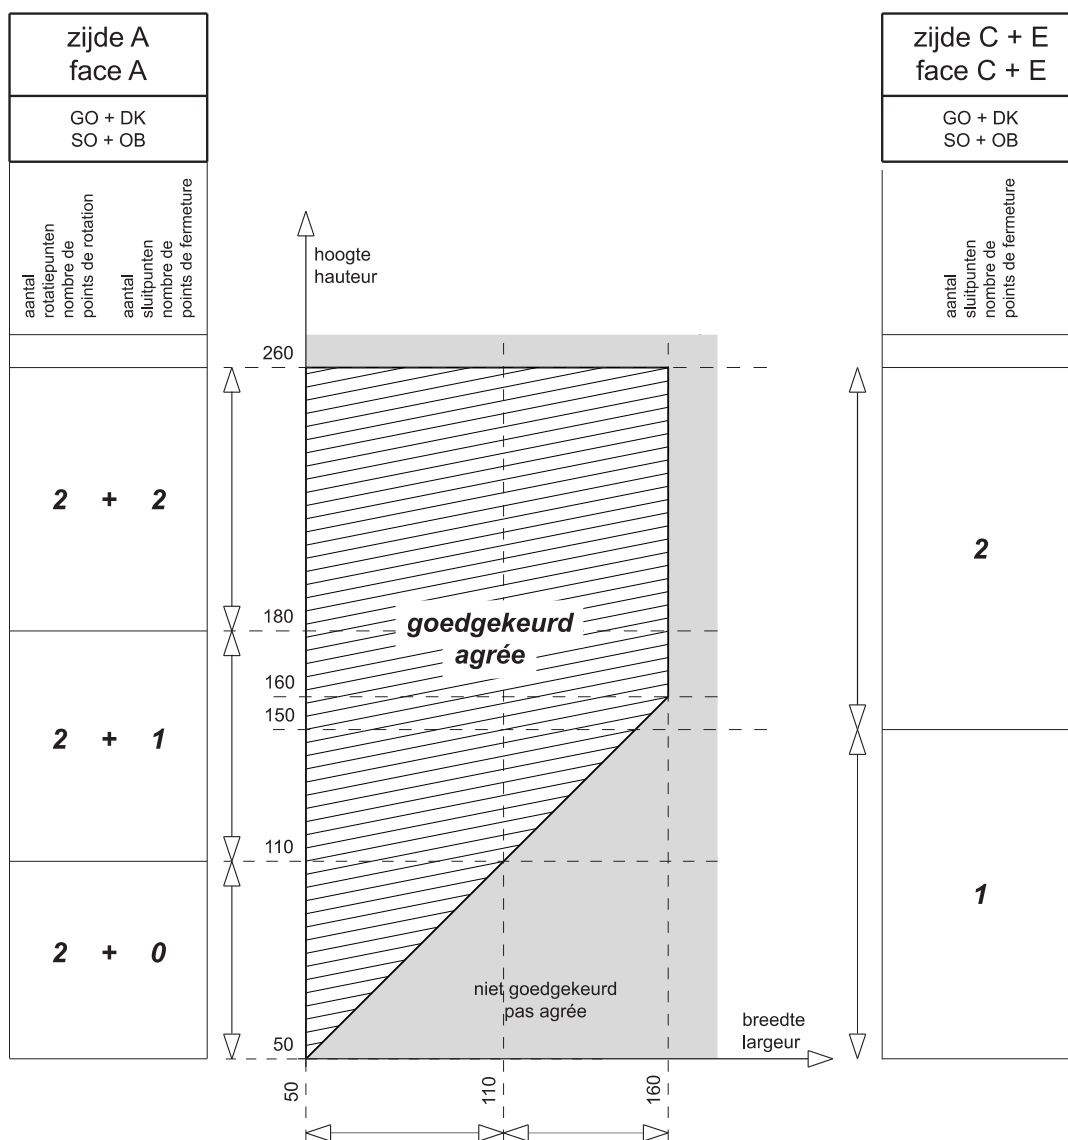 zijde A
face A
GO + DK
SO + OB
aantal
rotatiepunten
nombre de
points de rotation
aantal
sluitpunten
nombre de
points de fermeture
2 + 2
2 + 1
2 + 0
hoogte
hauteur
260
180
160
150
110
50
goedgekeurd
agrée
niet goedgekeurd
pas agrée
breedte
largeur
50
110
160
zijde C + E
face C + E
GO + DK
SO + OB
aantal
sluitpunten
nombre de
points de fermeture
2
1